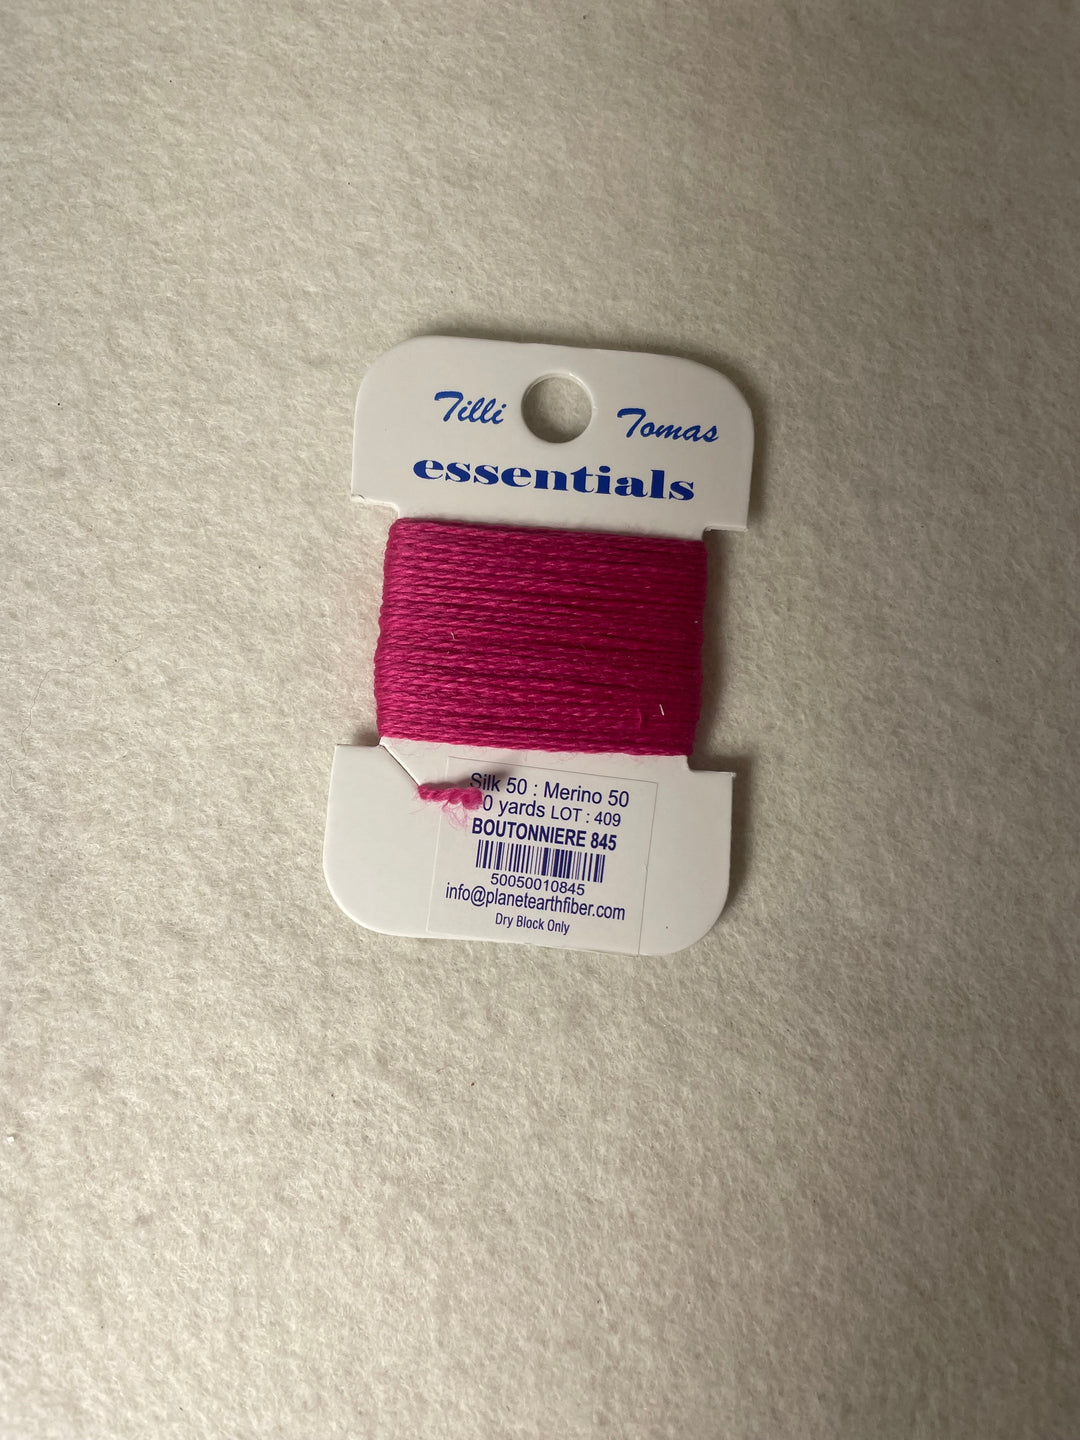 Tilli Tomas
essentials
Silk 50 : Merino 50
yards LOT : 409
BOUTONNIERE 845
50050010845
info@planetearthfiber.com
Dry Block Only